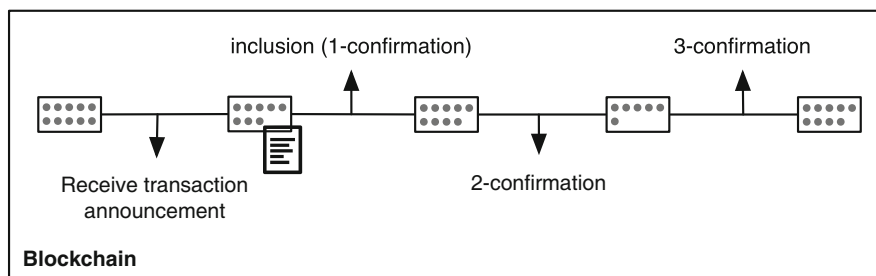 inclusion (1-confirmation)
3-confirmation
Receive transaction
announcement
2-confirmation
Blockchain